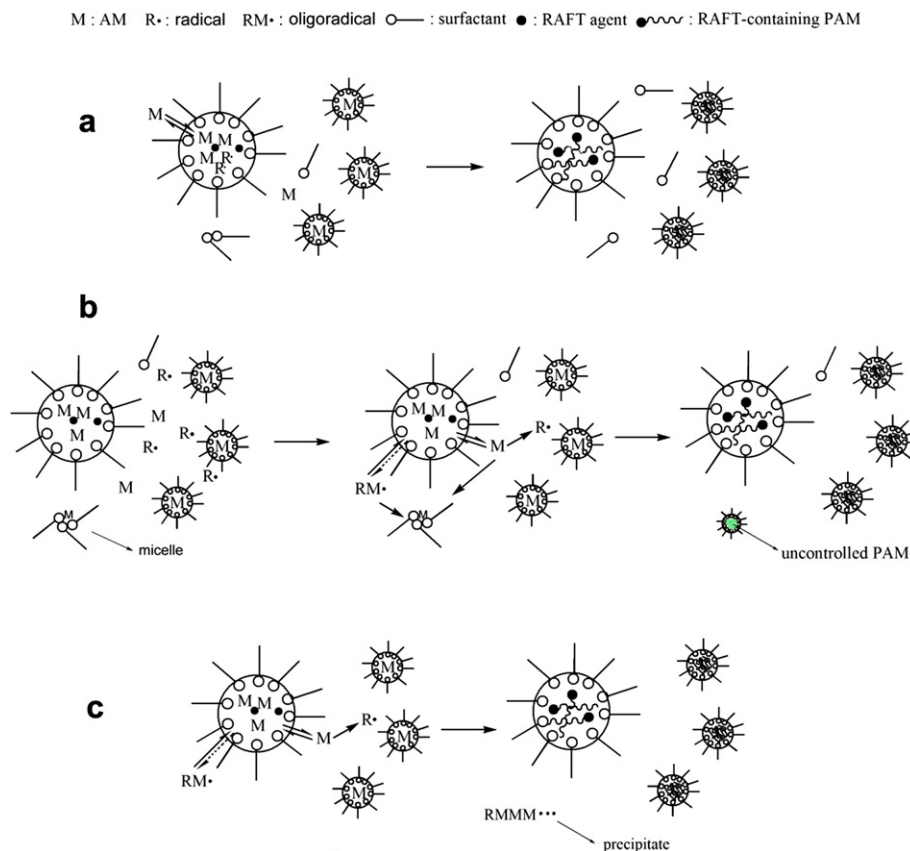 M : AM R• : radical RM• : oligoradical : surfactant : RAFT agent : RAFT-containing PAM
a
M
M
M M
M R•
R•
M
M
M
b
M
R•
M
M M
M
M
R•
R•
M
R•
M
M
M
micelle
M
M M
M
R•
M
M
RM•
M
M
uncontrolled PAM
c
M
M M
M
R•
M
M
RM•
M
RMMM•••
precipitate